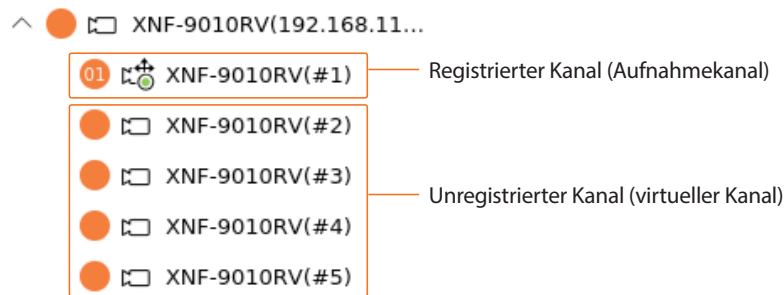 XNF-9010RV(192.168.11...
01 XNF-9010RV(#1)
Registrierter Kanal (Aufnahmekanal)
XNF-9010RV(#2)
XNF-9010RV(#3)
XNF-9010RV(#4)
XNF-9010RV(#5)
Unregistrierter Kanal (virtueller Kanal)